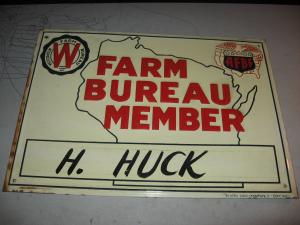 W
AFBF
FARM
BUREAU
MEMBER
H. HUCK